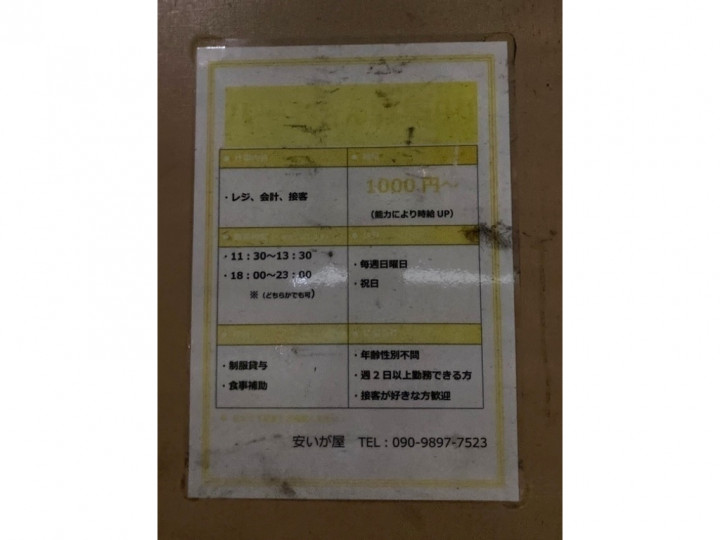 ・レジ、会計、接客
1000円～
（能力により時給UP）
・11：30～13：30
・18：00～23：00
※（どちらかでも可）
・毎週日曜日
・祝日
・制服貸与
・食事補助
・年齢性別不問
・週2日以上勤務できる方
・接客が好きな方歓迎
安いが屋 TEL：090-9897-7523